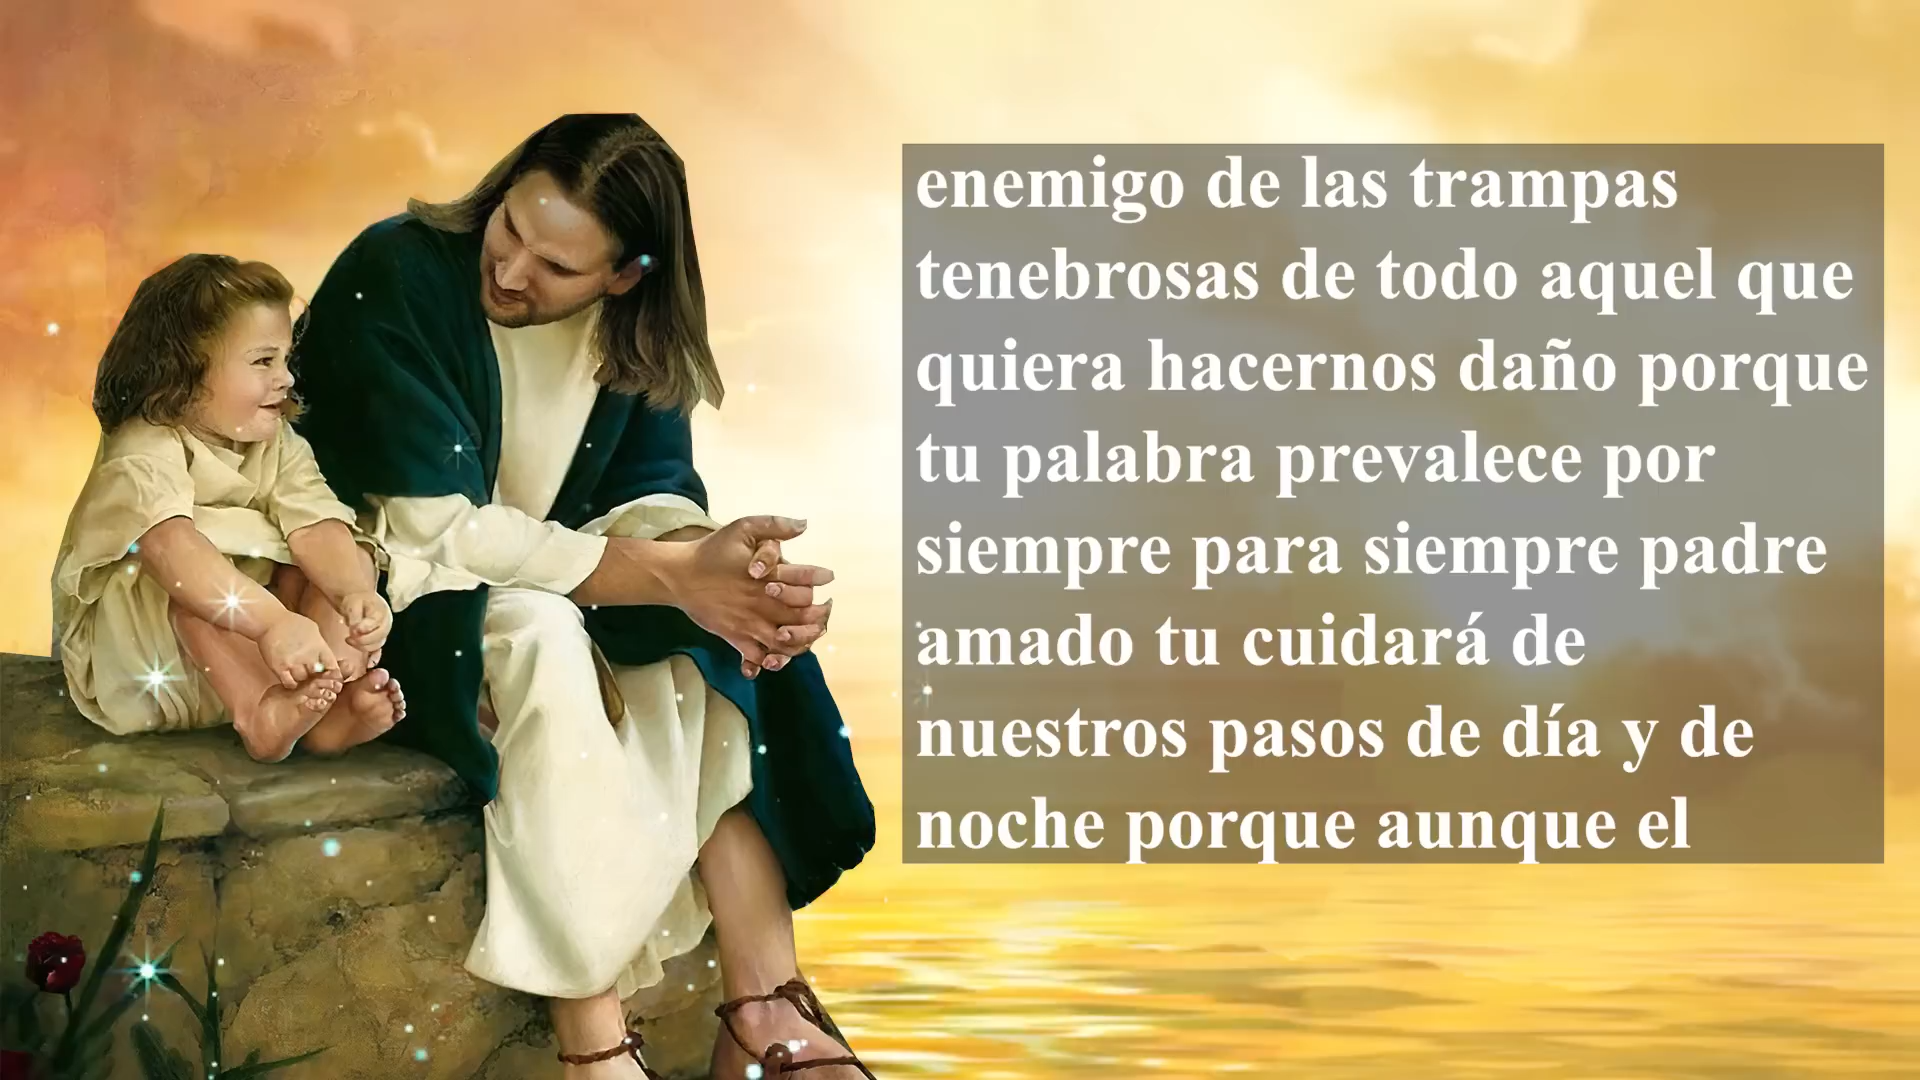 enemigo de las trampas
tenebrosas de todo aquel que
quiera hacernos daño porque
tu palabra prevalece por
siempre para siempre padre
amado tu cuidará de
nuestros pasos de día y de
noche porque aunque el